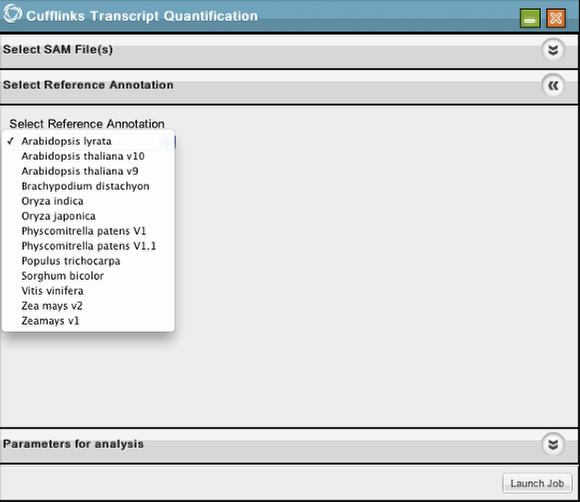 Cufflinks Transcript Quantification
Select SAM File(s)
Select Reference Annotation
Select Reference Annotation
✓ Arabidopsis lyrata
Arabidopsis thaliana v10
Arabidopsis thaliana v9
Brachypodium distachyon
Oryza indica
Oryza japonica
Physcomitrella patens V1
Physcomitrella patens V1.1
Populus trichocarpa
Sorghum bicolor
Vitis vinifera
Zea mays v2
Zeamays v1
Parameters for analysis
Launch Job